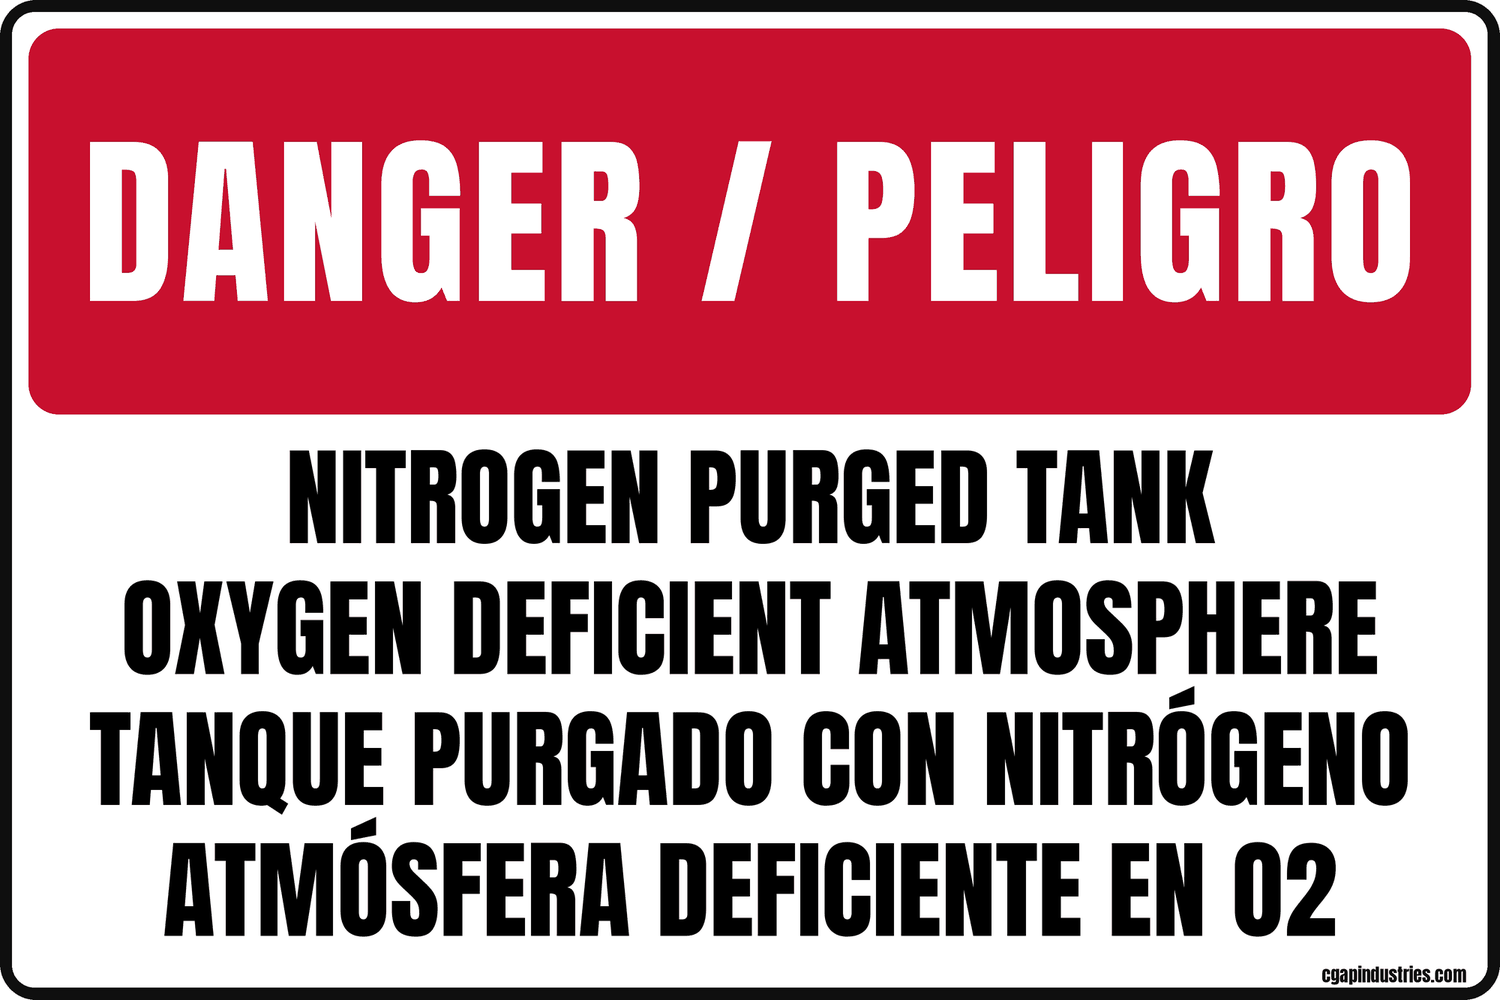 DANGER / PELIGRO
NITROGEN PURGED TANK
OXYGEN DEFICIENT ATMOSPHERE
TANQUE PURGADO CON NITRÓGENO
ATMÓSFERA DEFICIENTE EN O2
cgapindustries.com